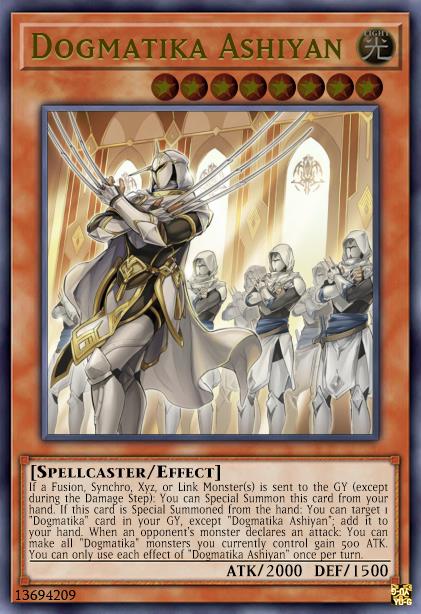 DOGMATIKA ASHIYAN
LIGHT
光
[SPELLCASTER/EFFECT]
If a Fusion, Synchro, Xyz, or Link Monster(s) is sent to the GY (except
during the Damage Step): You can Special Summon this card from your
hand. If this card is Special Summoned from the hand: You can target 1
"Dogmatika" card in your GY, except "Dogmatika Ashiyan"; add it to
your hand. When an opponent's monster declares an attack: You can
make all "Dogmatika" monsters you currently control gain 500 ATK.
You can only use each effect of "Dogmatika Ashiyan" once per turn.
ATK/2000 DEF/1500
13694209